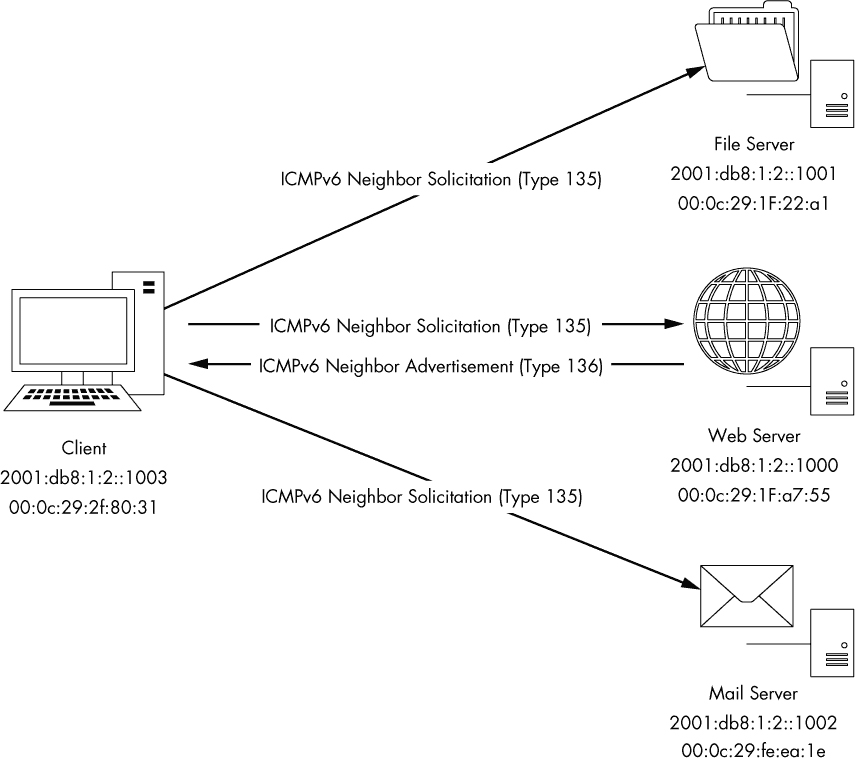 File Server
2001:db8:1:2::1001
00:0c:29:1F:22:a1
ICMPv6 Neighbor Solicitation (Type 135)
ICMPv6 Neighbor Solicitation (Type 135)
ICMPv6 Neighbor Advertisement (Type 136)
Client
2001:db8:1:2::1003
00:0c:29:2f:80:31
Web Server
2001:db8:1:2::1000
00:0c:29:1F:a7:55
ICMPv6 Neighbor Solicitation (Type 135)
Mail Server
2001:db8:1:2::1002
00:0c:29:fe:ea:1e